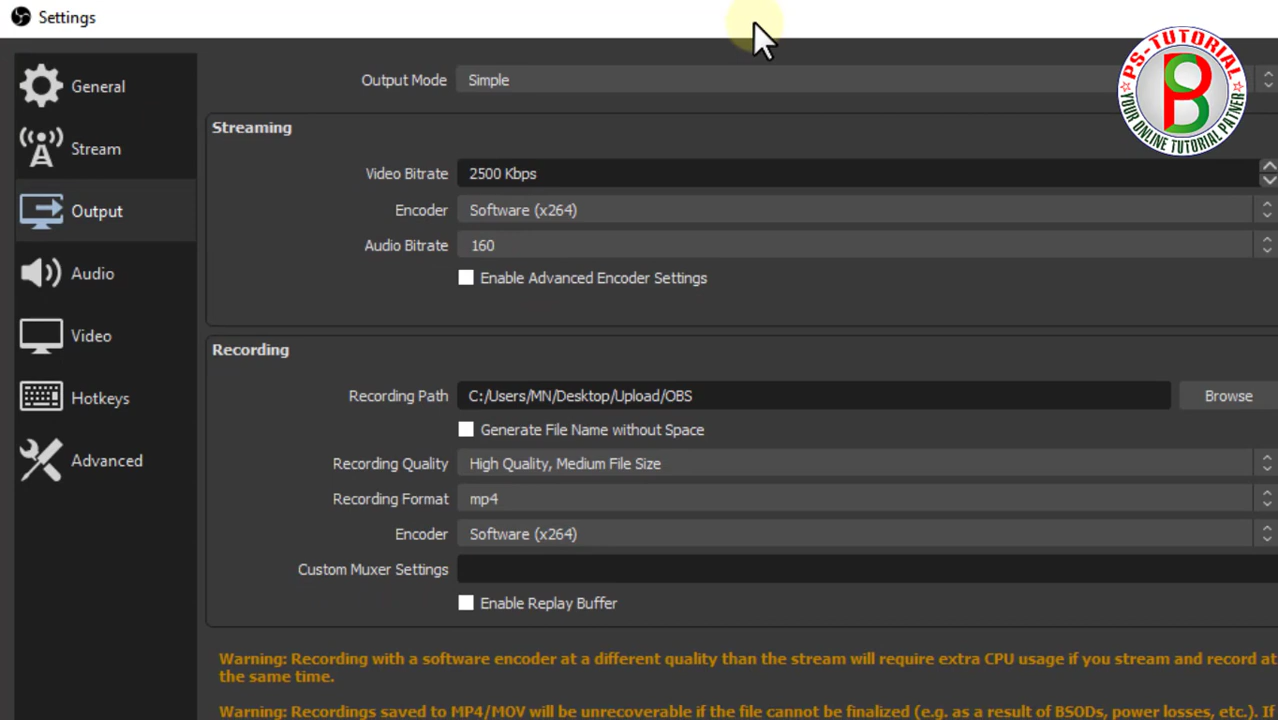 Settings
General
Stream
Output
Audio
Video
Hotkeys
Advanced
Output Mode Simple
Streaming
Video Bitrate 2500 Kbps
Encoder Software (x264)
Audio Bitrate 160
Enable Advanced Encoder Settings
Recording
Recording Path C:/Users/MN/Desktop/Upload/OBS Browse
Generate File Name without Space
Recording Quality High Quality, Medium File Size
Recording Format mp4
Encoder Software (x264)
Custom Muxer Settings
Enable Replay Buffer
Warning: Recording with a software encoder at a different quality than the stream will require extra CPU usage if you stream and record at
the same time.
Warning: Recordings saved to MP4/MOV will be unrecoverable if the file cannot be finalized (e.g. as a result of BSODs, power losses, etc.). If
PS-TUTORIAL
PS
YOUR ONLINE TUTORIAL PATNER